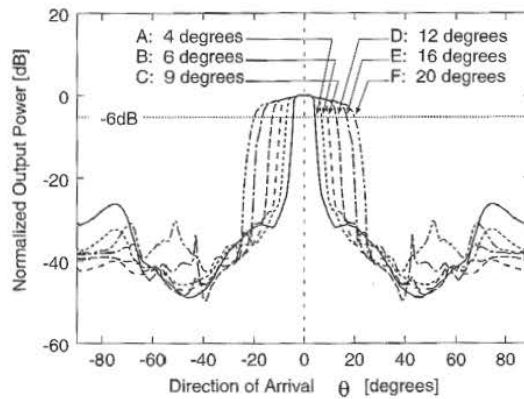 20
A: 4 degrees
D: 12 degrees
B: 6 degrees
E: 16 degrees
C: 9 degrees
F: 20 degrees
0
-6dB
-20
-40
-60
Normalized Output Power [dB]
-80 -60 -40 -20 0 20 40 60 80
Direction of Arrival θ [degrees]